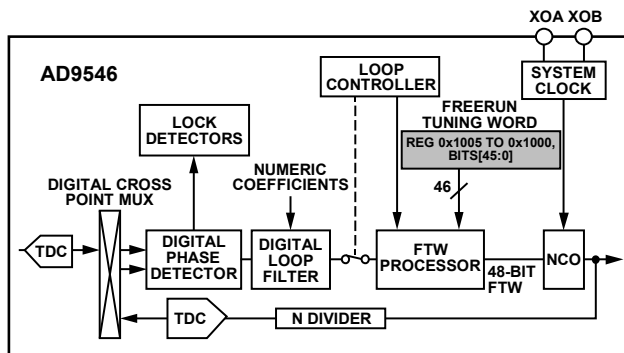 XOA XOB
AD9546
LOOP
CONTROLLER
SYSTEM
CLOCK
FREERUN
TUNING WORD
REG 0x1005 TO 0x1000,
BITS[45:0]
LOCK
DETECTORS
46
DIGITAL CROSS
POINT MUX
NUMERIC
COEFFICIENTS
TDC
DIGITAL
PHASE
DETECTOR
DIGITAL
LOOP
FILTER
FTW
PROCESSOR
48-BIT
FTW
NCO
TDC
N DIVIDER